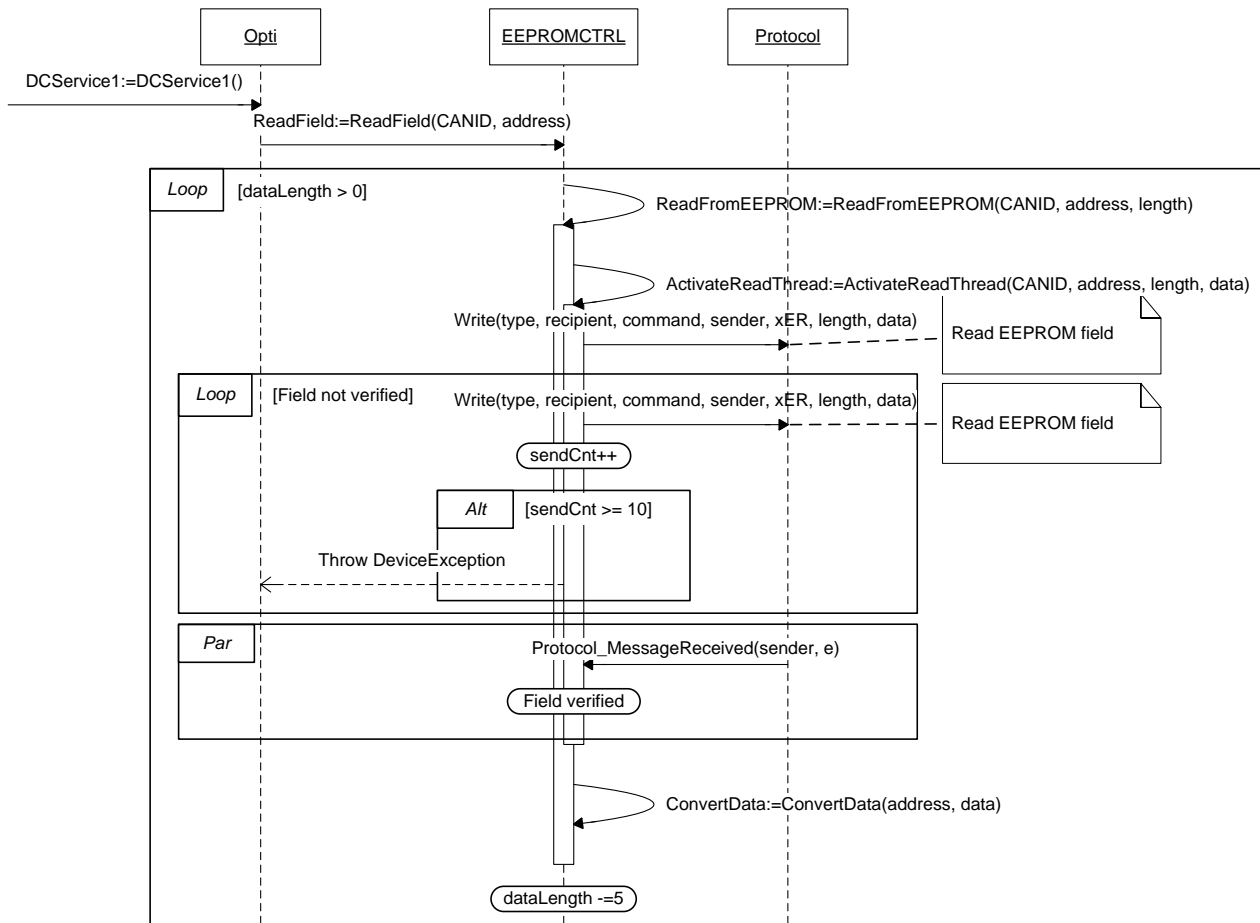 Opti
EEPROMCTRL
Protocol
DCService1:=DCService1()
ReadField:=ReadField(CANID, address)
Loop
[dataLength > 0]
ReadFromEEPROM:=ReadFromEEPROM(CANID, address, length)
ActivateReadThread:=ActivateReadThread(CANID, address, length, data)
Write(type, recipient, command, sender, xER, length, data)
Read EEPROM field
Loop
[Field not verified]
Write(type, recipient, command, sender, xER, length, data)
Read EEPROM field
sendCnt++
Alt
[sendCnt >= 10]
Throw DeviceException
Par
Protocol_MessageReceived(sender, e)
Field verified
ConvertData:=ConvertData(address, data)
dataLength -=5